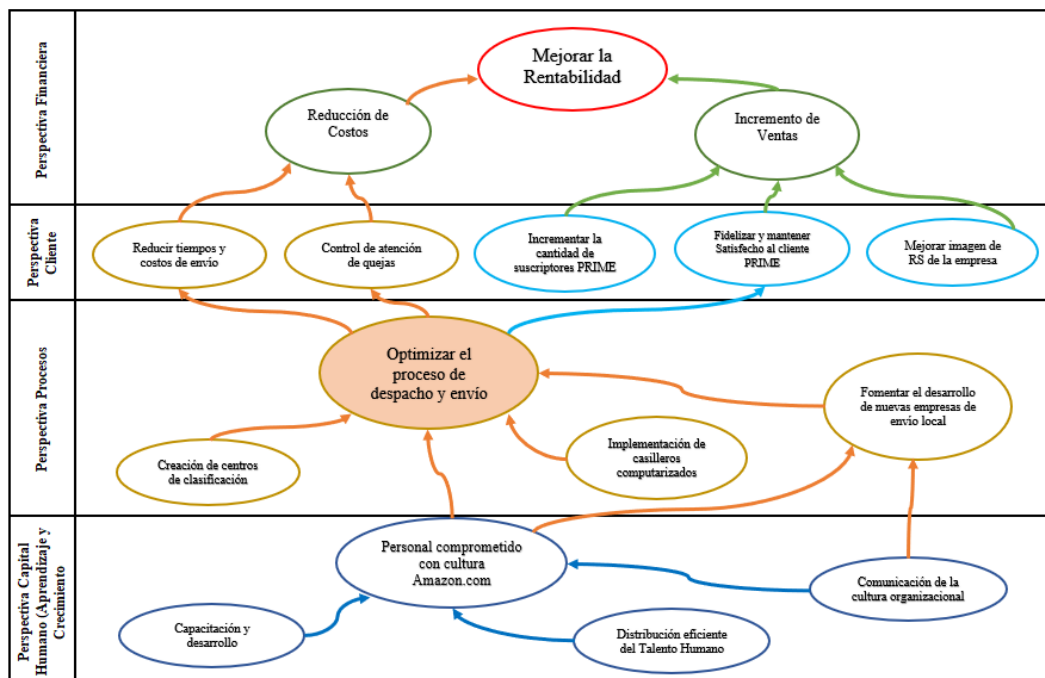 Perspectiva Financiera
Mejorar la
Rentabilidad
Reducción de
Costos
Incremento de
Ventas
Perspectiva
Cliente
Reducir tiempos y
costos de envío
Control de atención
de quejas
Incrementar la
cantidad de
suscriptores PRIME
Fidelizar y mantener
Satisfecho al cliente
PRIME
Mejorar imagen de
RS de la empresa
Perspectiva Procesos
Optimizar el
proceso de
despacho y envío
Fomentar el desarrollo
de nuevas empresas de
envío local
Creación de centros
de clasificación
Implementación de
casilleros
computarizados
Perspectiva Capital
Humano (Aprendizaje y
Crecimiento
Personal comprometido
con cultura
Amazon.com
Comunicación de la
cultura organizacional
Capacitación y
desarrollo
Distribución eficiente
del Talento Humano